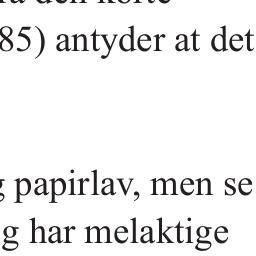 85) antyder at det
papirlav, men se
g har melaktige